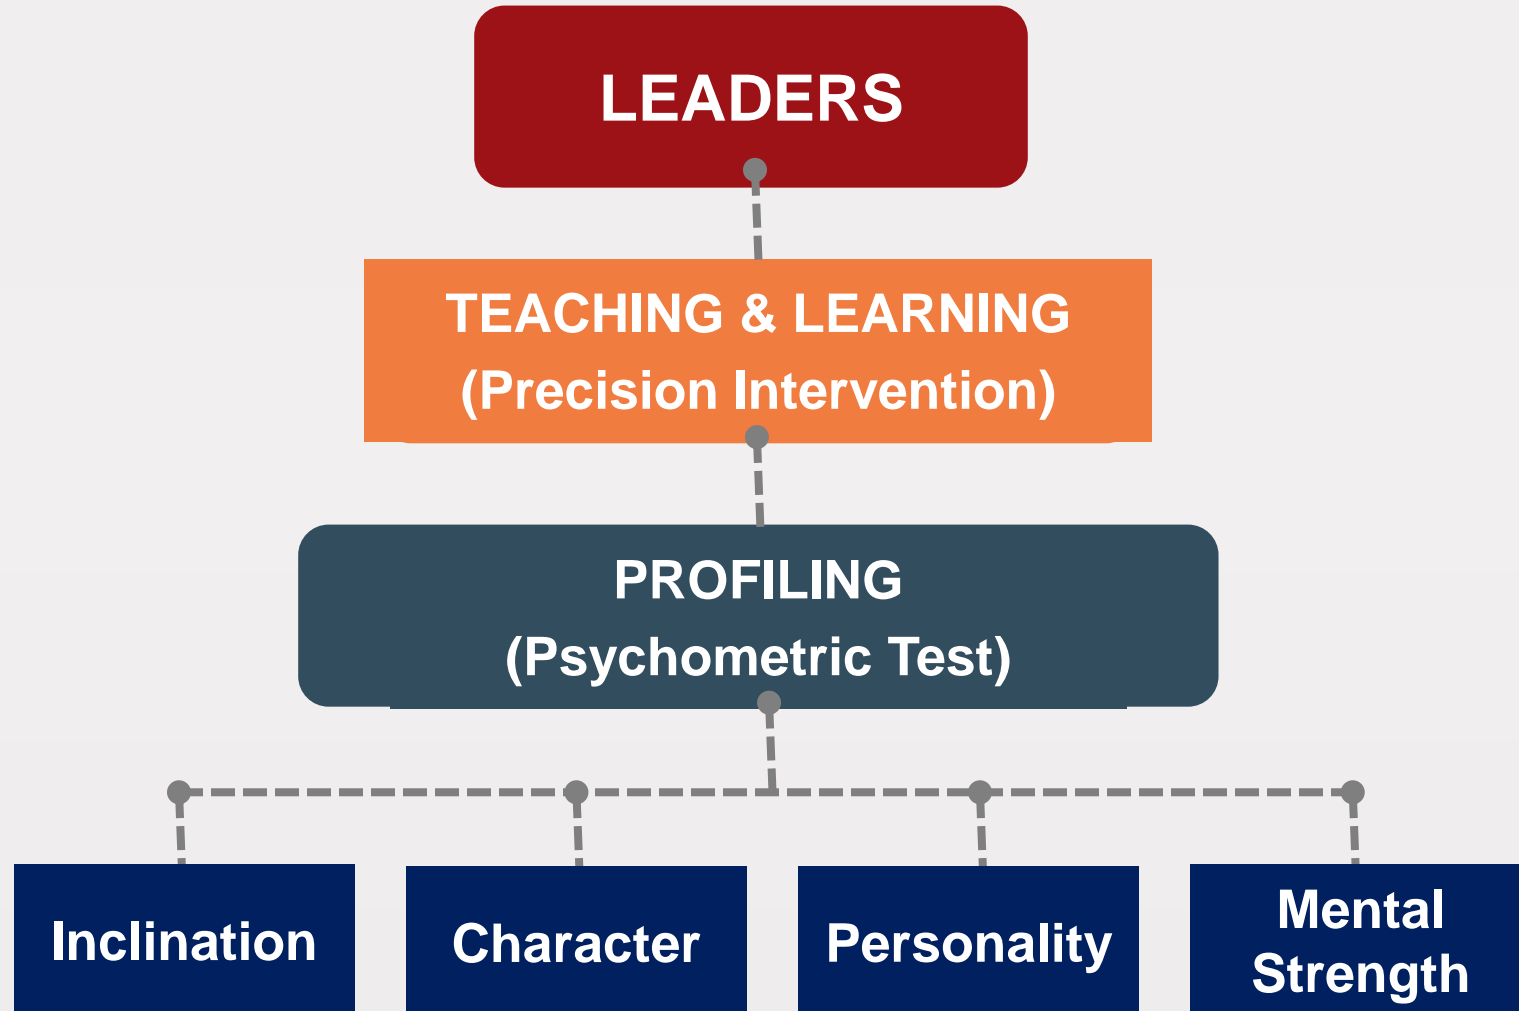 LEADERS
TEACHING & LEARNING
(Precision Intervention)
PROFILING
(Psychometric Test)
Inclination
Character
Personality
Mental
Strength